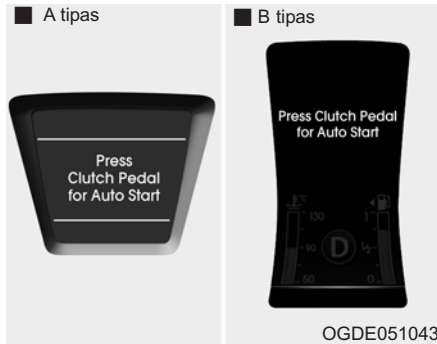 A tipas
Press
Clutch Pedal
for Auto Start
B tipas
Press Clutch Pedal
for Auto Start
°C
130
90
50
1
½
0
D
OGDE051043